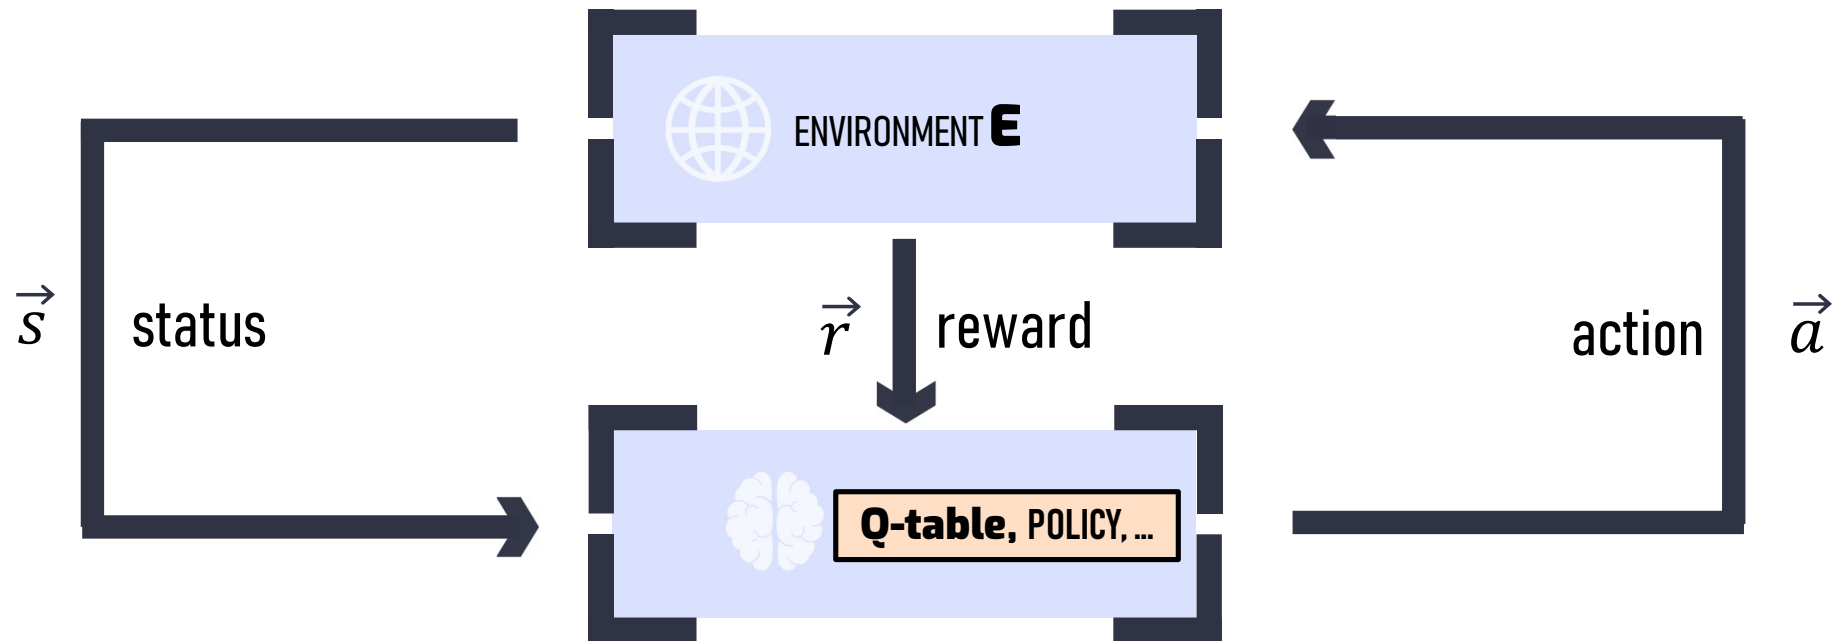 ENVIRONMENT E
s⃗ status
r⃗ reward
action a⃗
Q-table, POLICY, ...